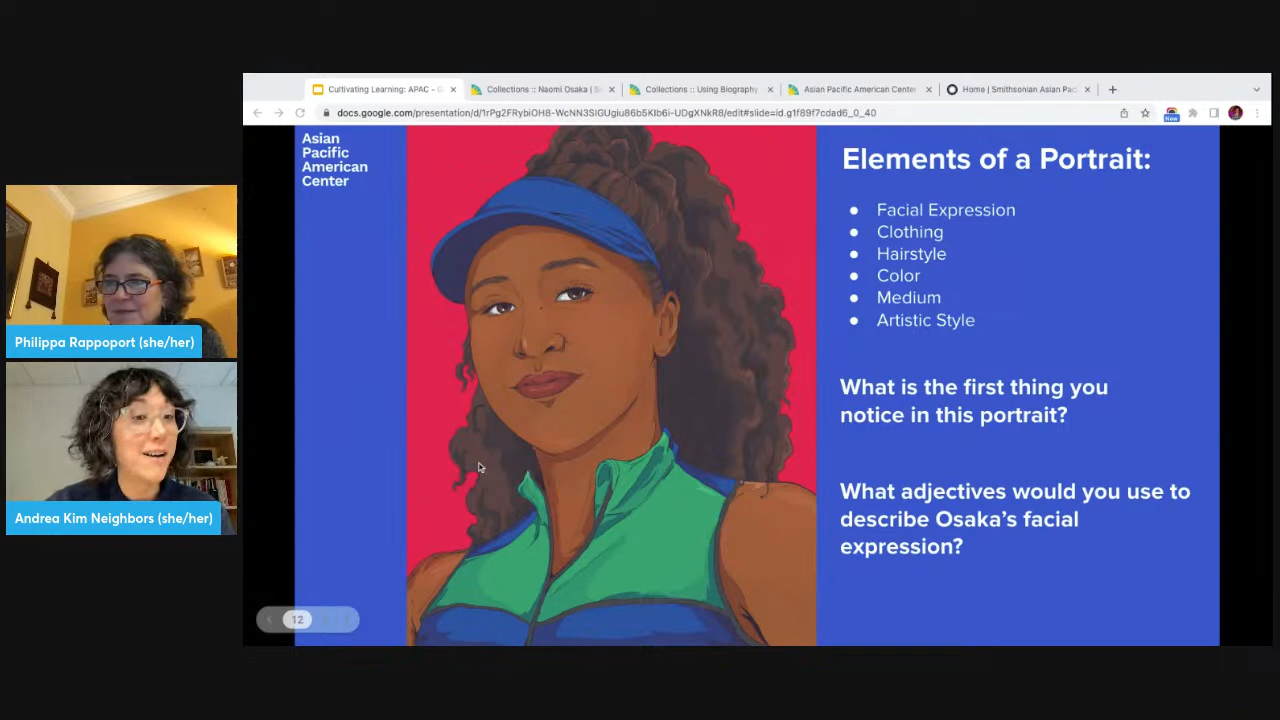 Cultivating Learning: APAC - G
Collections :: Naomi Osaka | S
Collections :: Using Biography
Asian Pacific American Center
Home | Smithsonian Asian Pac
docs.google.com/presentation/d/1rPg2FRybiOH8-WcNN3SIGUgiu86b5KIb6i-UDgXNkR8/edit#slide=id.g1f89f7cdad6_0_40
New
Asian
Pacific
American
Center
Elements of a Portrait:
● Facial Expression
● Clothing
● Hairstyle
● Color
● Medium
● Artistic Style
What is the first thing you
notice in this portrait?
What adjectives would you use to
describe Osaka's facial
expression?
12
Philippa Rappoport (she/her)
Andrea Kim Neighbors (she/her)